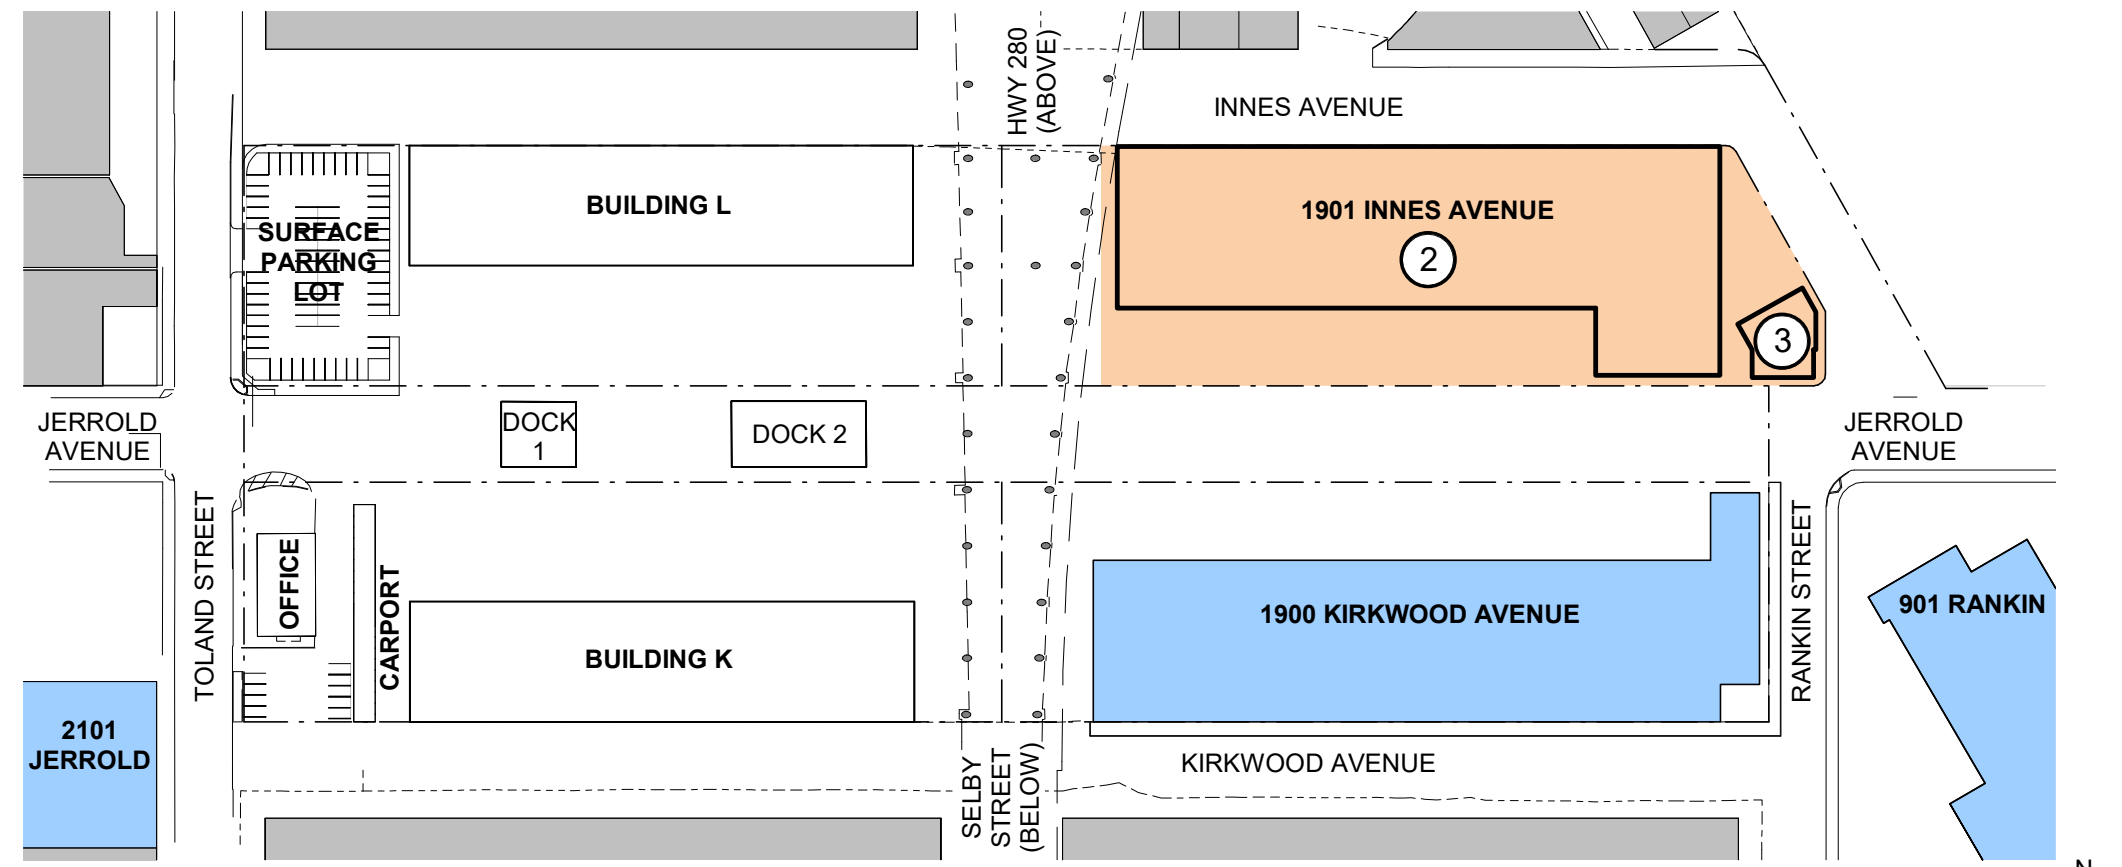 HWY 280
(ABOVE)
INNES AVENUE
BUILDING L
1901 INNES AVENUE
SURFACE
PARKING
LOT
2
3
JERROLD
AVENUE
DOCK
1
DOCK 2
JERROLD
AVENUE
TOLAND STREET
OFFICE
CARPORT
BUILDING K
1900 KIRKWOOD AVENUE
RANKIN STREET
901 RANKIN
2101
JERROLD
SELBY
STREET
(BELOW)
KIRKWOOD AVENUE
N